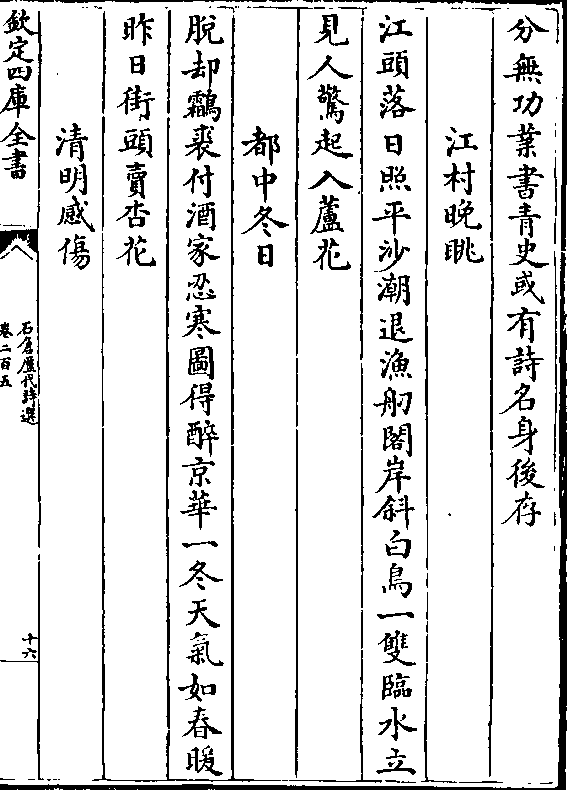 分無功業書青史或有詩名身後存
江村晚眺
江頭落日照平沙潮退漁舠閣岸斜白鳥一雙臨水立
見人驚起入蘆花
都中冬日
脫却鸘裘付酒家忍寒圖得醉京華一冬天氣如春暖
昨日街頭賣杏花
清明感傷
欽定四庫全書
石倉歷代詩選
卷二百五
十六